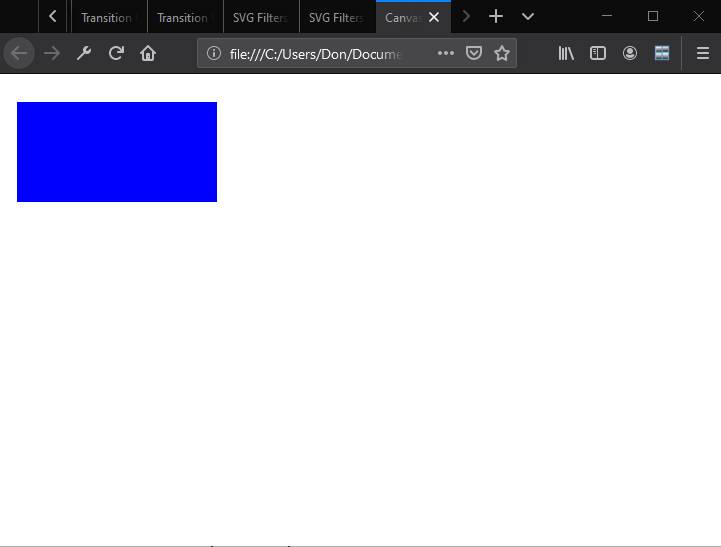 Transition
Transition
SVG Filters
SVG Filters
Canvas
file:///C:/Users/Don/Docume